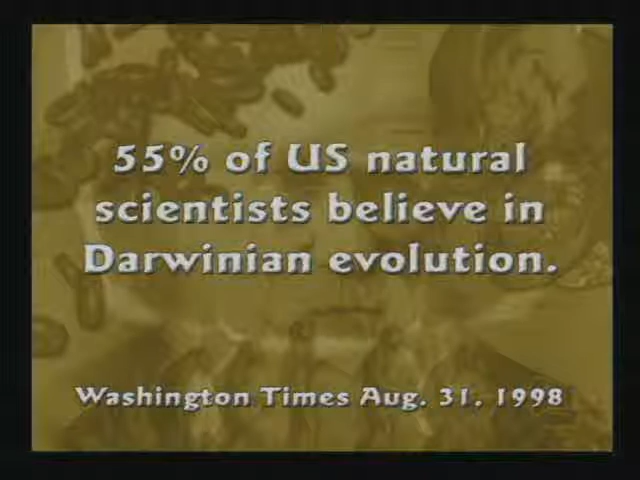 55% of US natural
scientists believe in
Darwinian evolution.
Washington Times Aug. 31, 1998